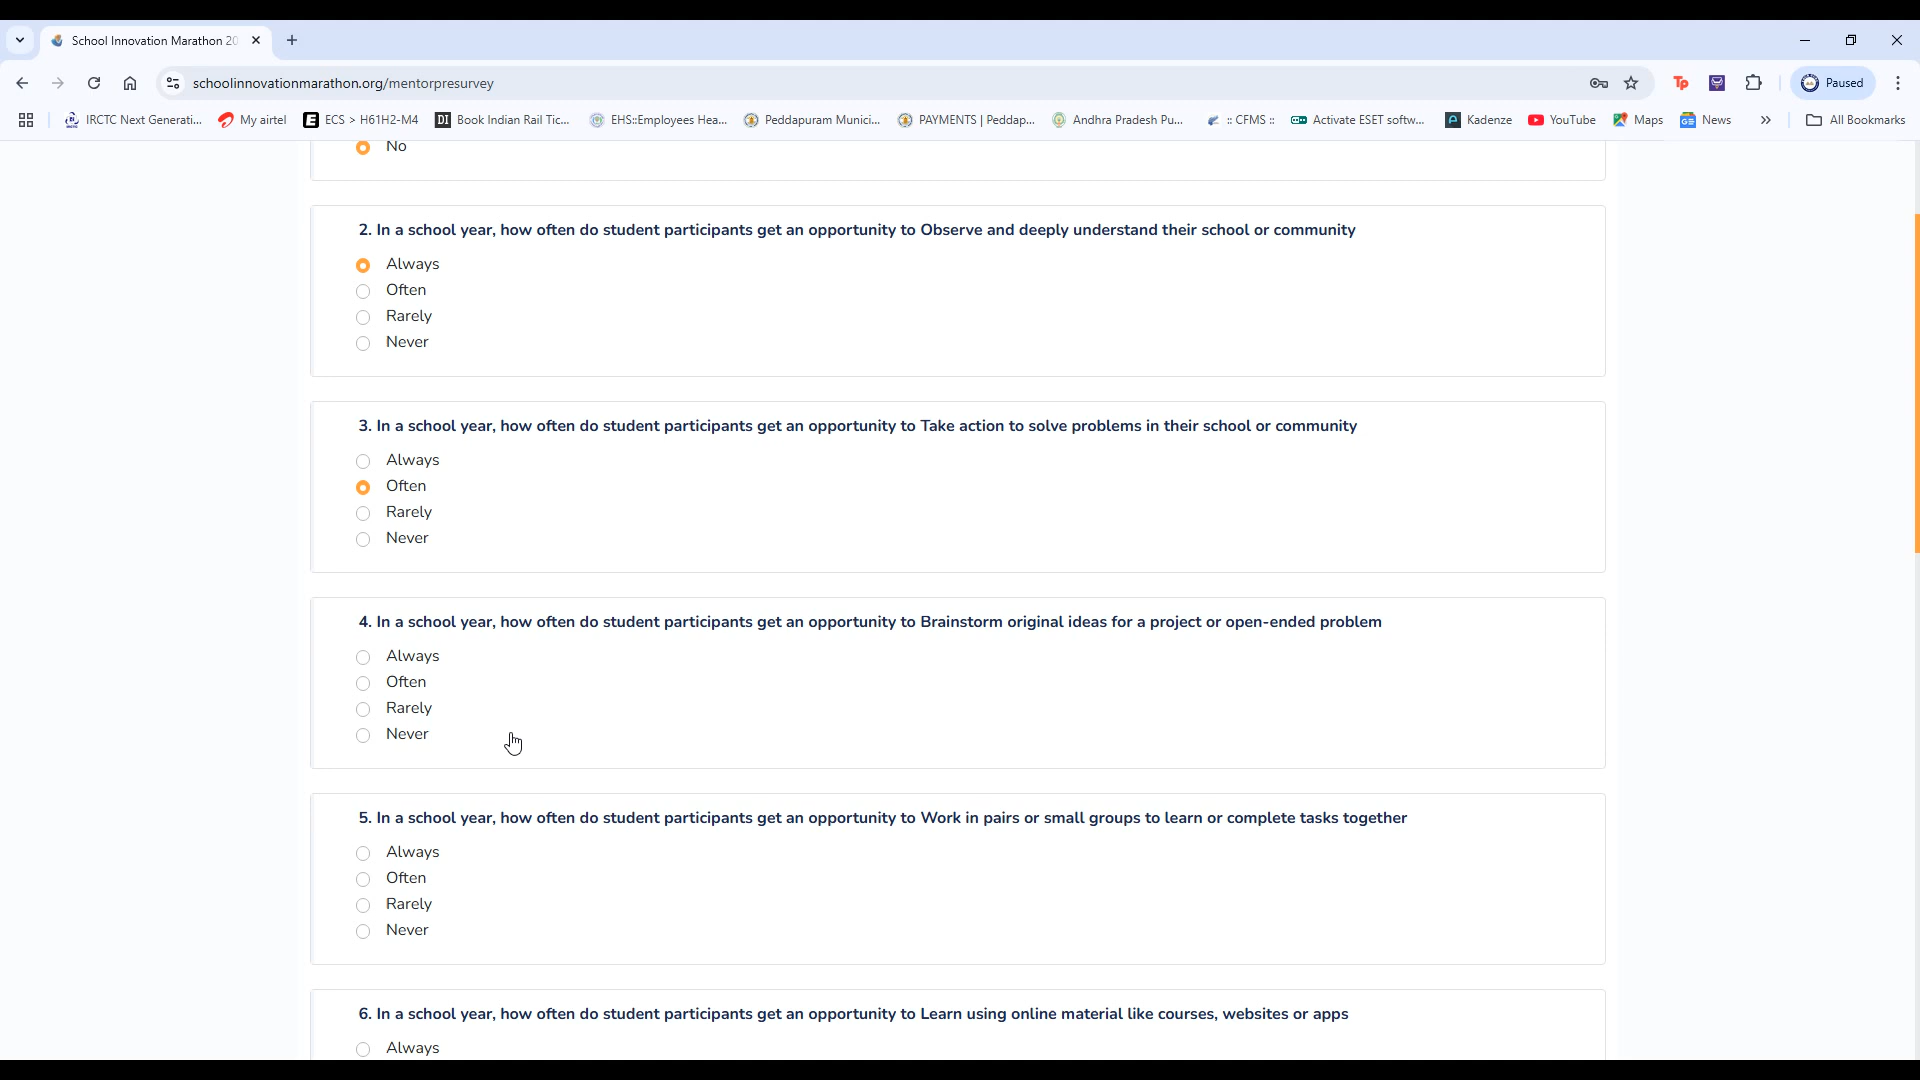 School Innovation Marathon 20
schoolinnovationmarathon.org/mentorpresurvey
Paused
IRCTC Next Generati...
My airtel
ECS > H61H2-M4
Book Indian Rail Tic...
EHS::Employees Hea...
Peddapuram Munici...
PAYMENTS | Peddap...
Andhra Pradesh Pu...
:: CFMS ::
Activate ESET softw...
Kadenze
YouTube
Maps
News
All Bookmarks
No
2. In a school year, how often do student participants get an opportunity to Observe and deeply understand their school or community
Always
Often
Rarely
Never
3. In a school year, how often do student participants get an opportunity to Take action to solve problems in their school or community
Always
Often
Rarely
Never
4. In a school year, how often do student participants get an opportunity to Brainstorm original ideas for a project or open-ended problem
Always
Often
Rarely
Never
5. In a school year, how often do student participants get an opportunity to Work in pairs or small groups to learn or complete tasks together
Always
Often
Rarely
Never
6. In a school year, how often do student participants get an opportunity to Learn using online material like courses, websites or apps
Always